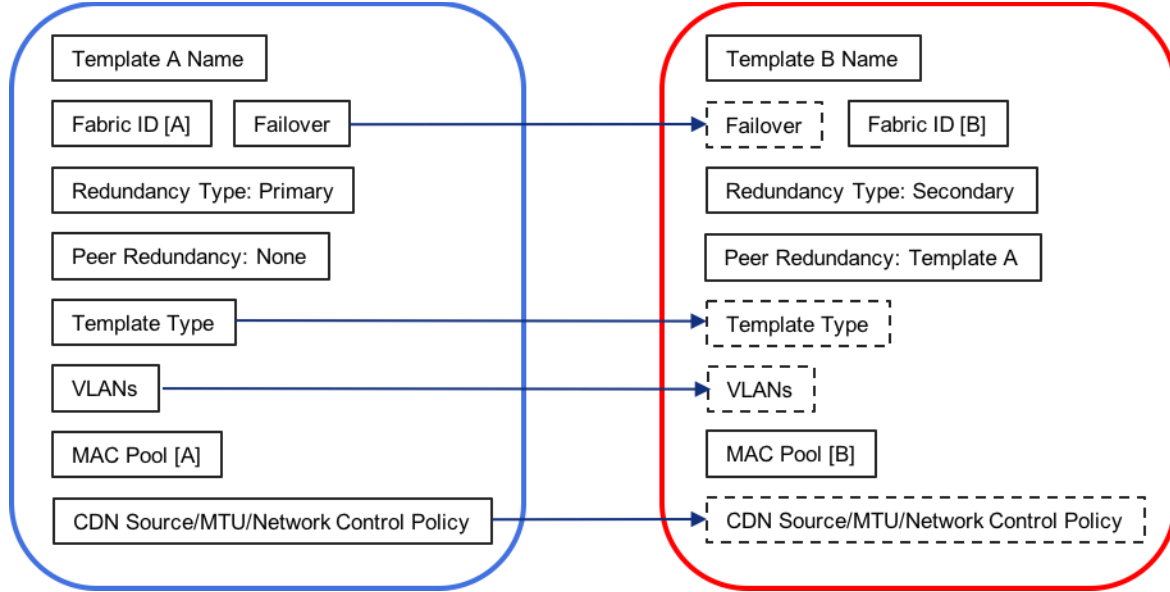 Template A Name
Fabric ID [A]
Failover
Redundancy Type: Primary
Peer Redundancy: None
Template Type
VLANs
MAC Pool [A]
CDN Source/MTU/Network Control Policy
Template B Name
Failover
Fabric ID [B]
Redundancy Type: Secondary
Peer Redundancy: Template A
Template Type
VLANs
MAC Pool [B]
CDN Source/MTU/Network Control Policy